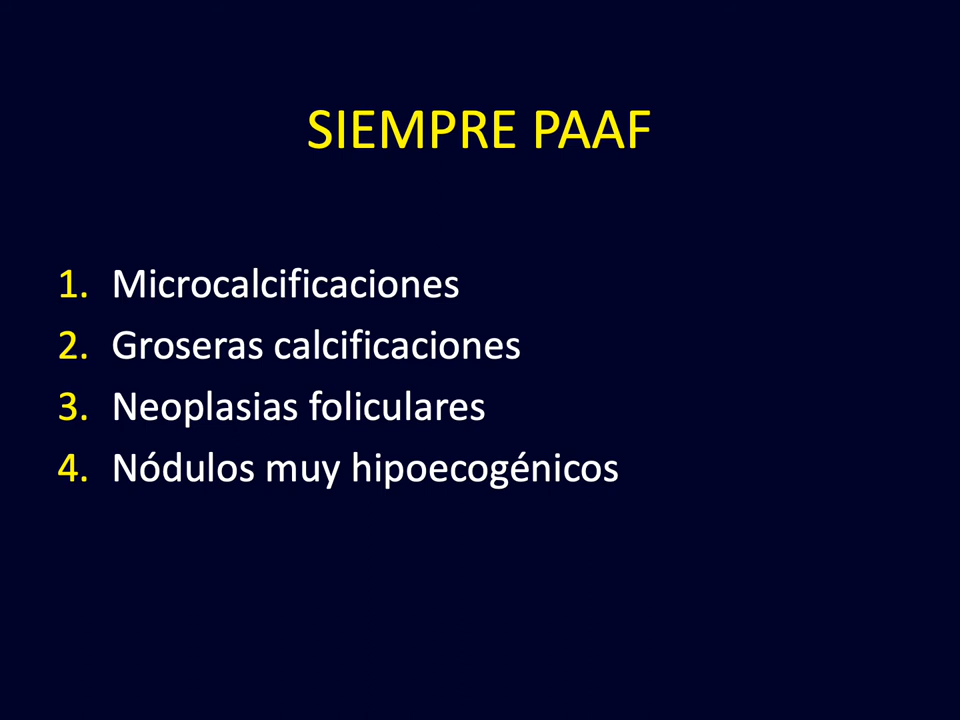 SIEMPRE PAAF
1. Microcalcificaciones
2. Groseras calcificaciones
3. Neoplasias foliculares
4. Nódulos muy hipoecogénicos